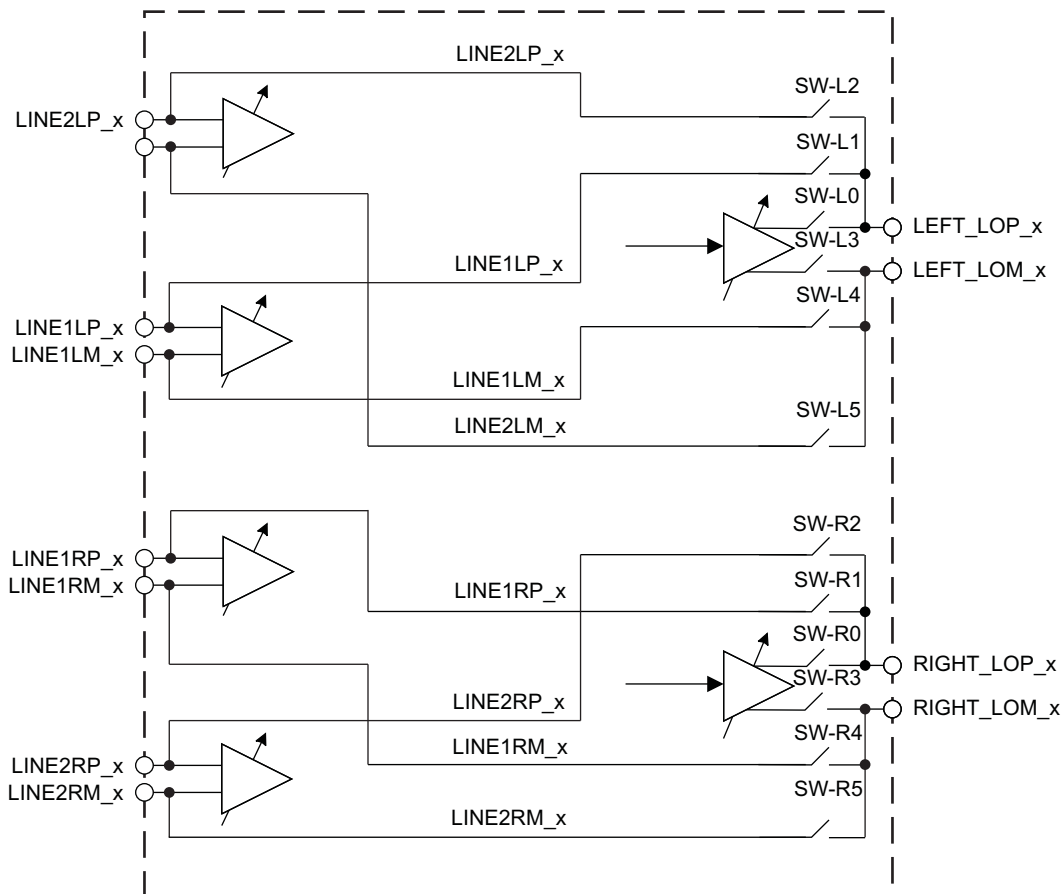 LINE2LP_x
SW-L2
LINE2LP_x
SW-L1
SW-L0
LEFT_LOP_x
SW-L3
LINE1LP_x
LEFT_LOM_x
SW-L4
LINE1LP_x
LINE1LM_x
LINE1LM_x
SW-L5
LINE2LM_x
SW-R2
LINE1RP_x
LINE1RM_x
LINE1RP_x
SW-R1
SW-R0
RIGHT_LOP_x
SW-R3
LINE2RP_x
RIGHT_LOM_x
SW-R4
LINE1RM_x
LINE2RP_x
SW-R5
LINE2RM_x
LINE2RM_x